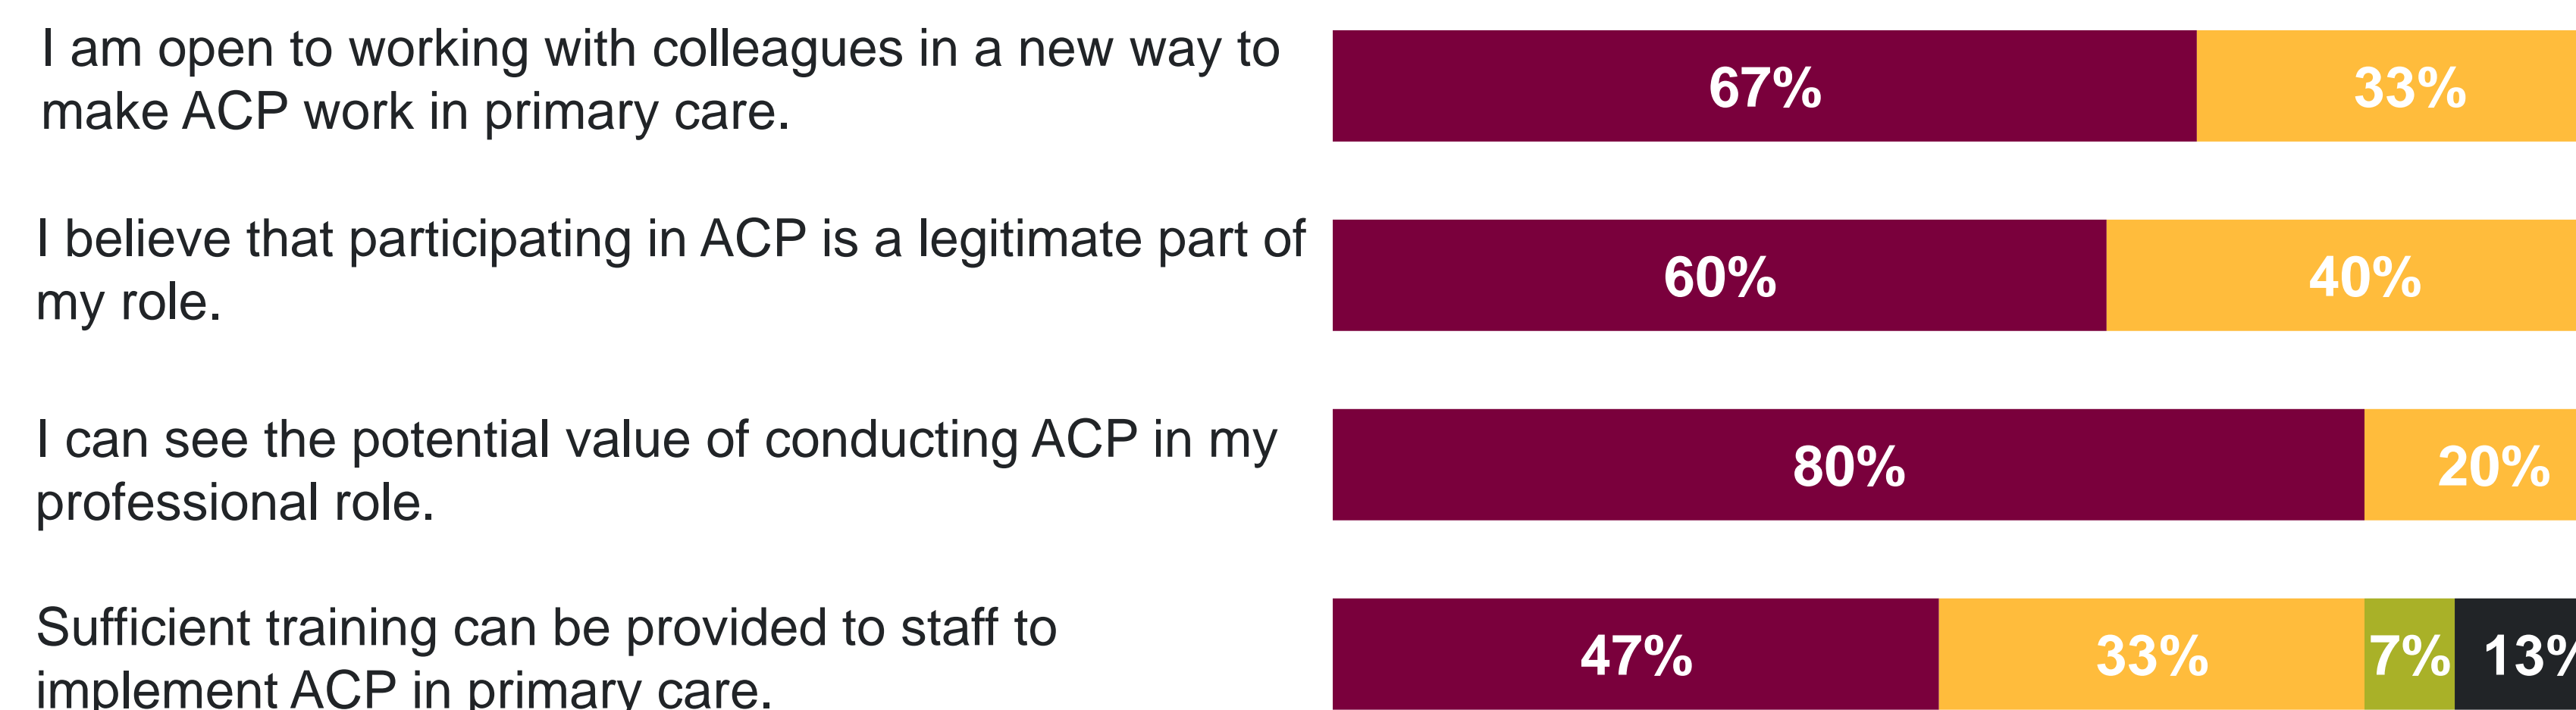 I am open to working with colleagues in a new way to
make ACP work in primary care.
67% 33%
I believe that participating in ACP is a legitimate part of
my role.
60% 40%
I can see the potential value of conducting ACP in my
professional role.
80% 20%
Sufficient training can be provided to staff to
implement ACP in primary care.
47% 33% 7% 13%